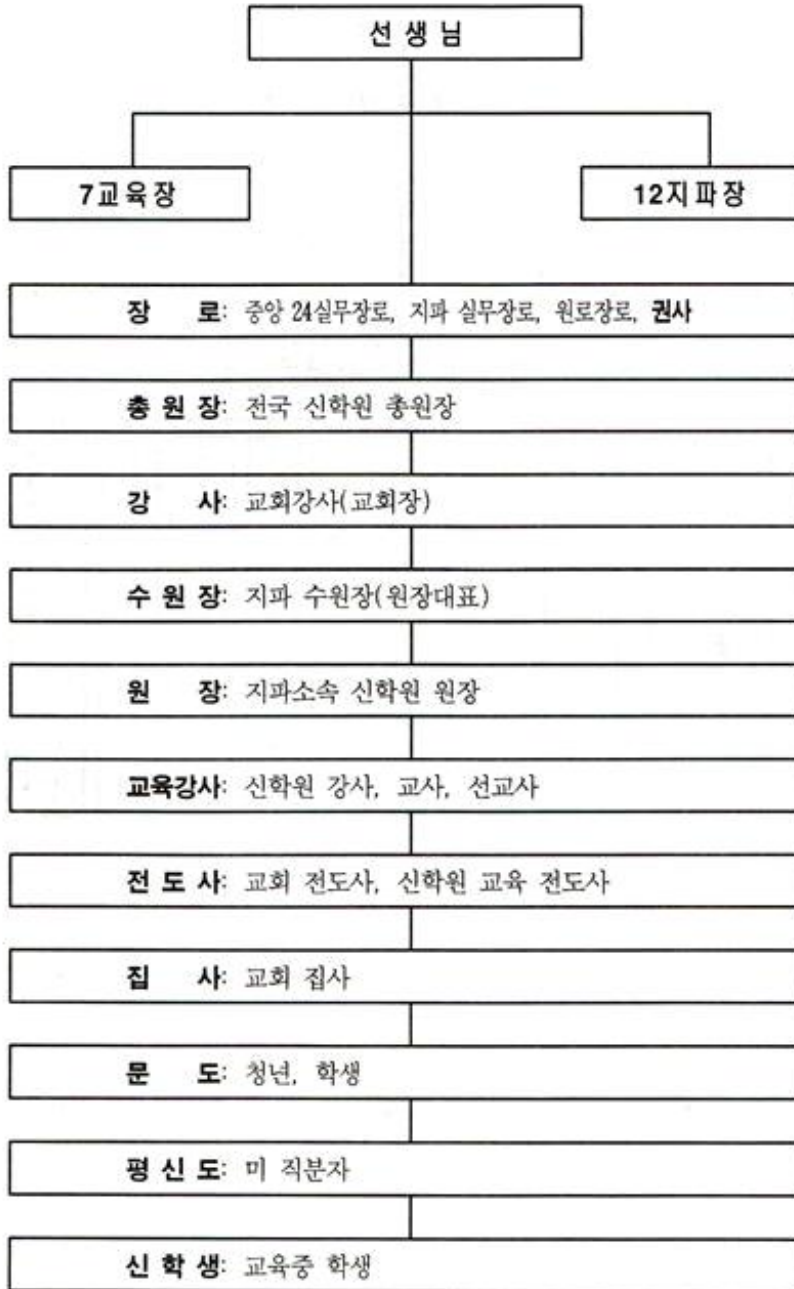 선생님
7교육장
12지파장
장 로: 중앙 24실무장로, 지파 실무장로, 원로장로, 권사
총 원 장: 전국 신학원 총원장
강 사: 교회강사(교회장)
수 원 장: 지파 수원장(원장대표)
원 장: 지파소속 신학원 원장
교육강사: 신학원 강사, 교사, 선교사
전 도 사: 교회 전도사, 신학원 교육 전도사
집 사: 교회 집사
문 도: 청년, 학생
평 신 도: 미 직분자
신 학 생: 교육중 학생